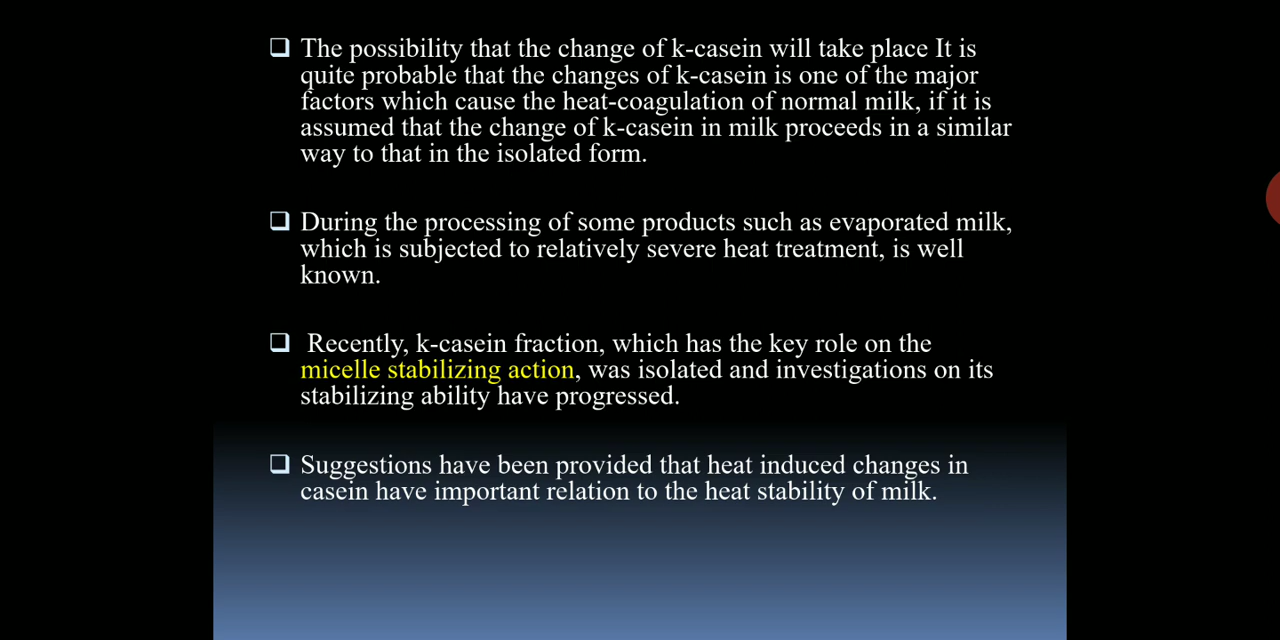 The possibility that the change of k-casein will take place It is
quite probable that the changes of k-casein is one of the major
factors which cause the heat-coagulation of normal milk, if it is
assumed that the change of k-casein in milk proceeds in a similar
way to that in the isolated form.
During the processing of some products such as evaporated milk,
which is subjected to relatively severe heat treatment, is well
known.
Recently, k-casein fraction, which has the key role on the
micelle stabilizing action, was isolated and investigations on its
stabilizing ability have progressed.
Suggestions have been provided that heat induced changes in
casein have important relation to the heat stability of milk.